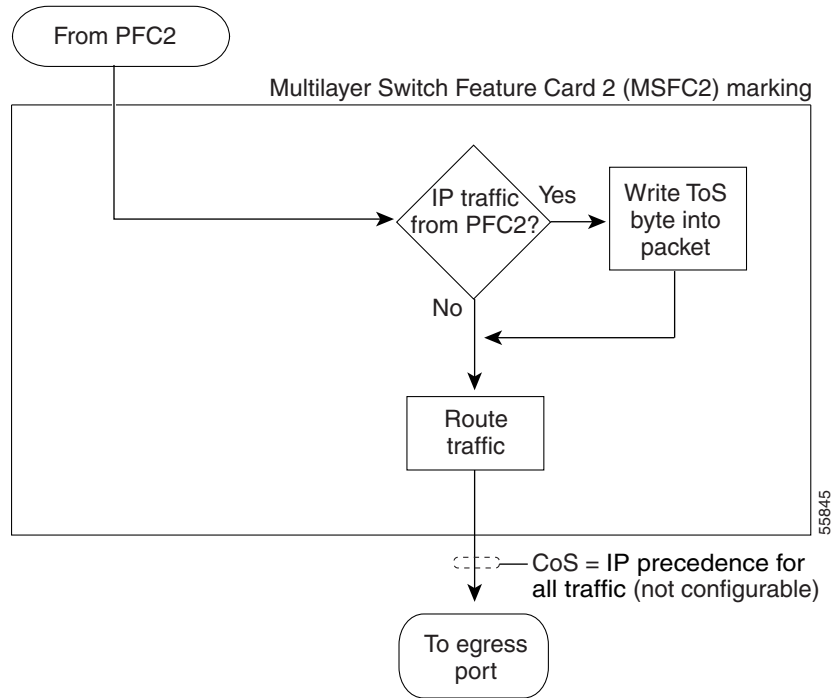 From PFC2
Multilayer Switch Feature Card 2 (MSFC2) marking
IP traffic
from PFC2?
Yes
Write ToS
byte into
packet
No
Route
traffic
55845
CoS = IP precedence for
all traffic (not configurable)
To egress
port